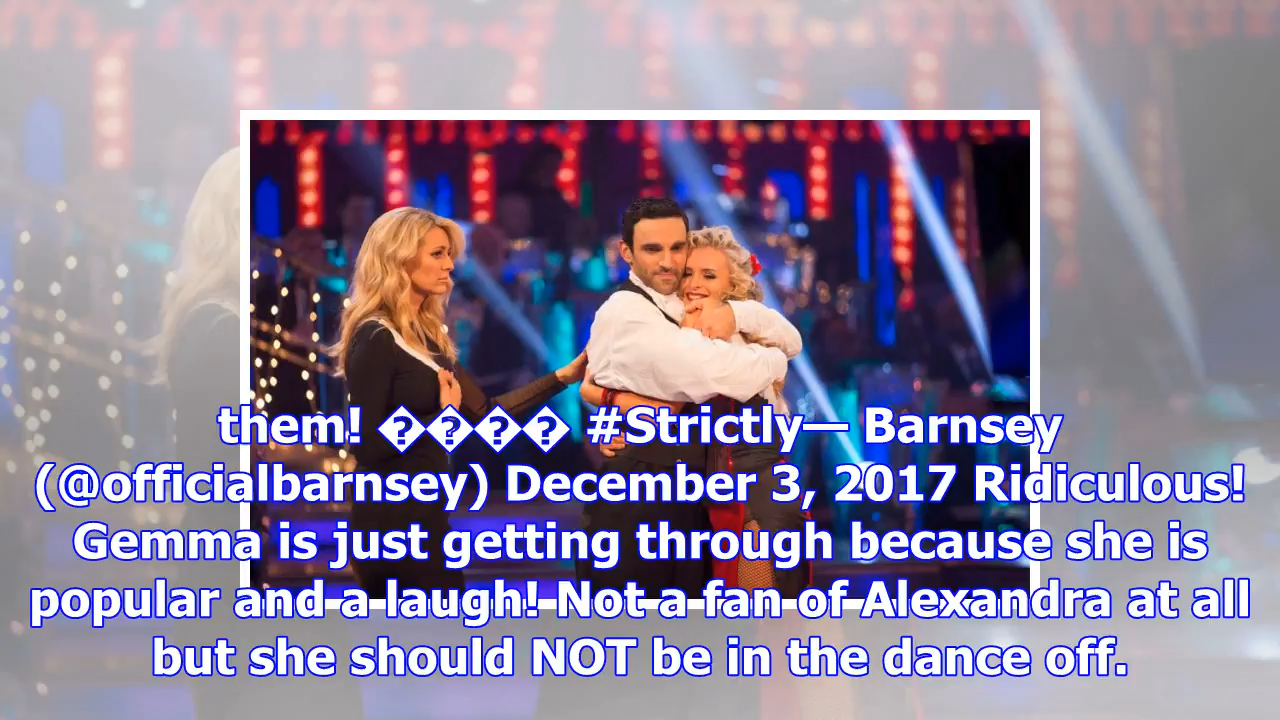 them! ���� #Strictly— Barnsey
(@officialbarnsey) December 3, 2017 Ridiculous!
Gemma is just getting through because she is
popular and a laugh! Not a fan of Alexandra at all
but she should NOT be in the dance off.